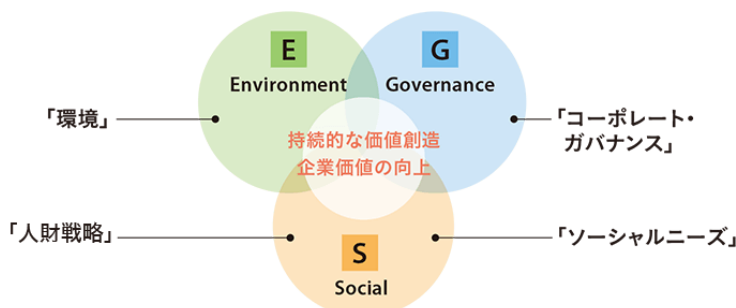 E
Environment
G
Governance
「環境」
「コーポレート・
ガバナンス」
持続的な価値創造
企業価値の向上
「人財戦略」
「ソーシャルニーズ」
S
Social